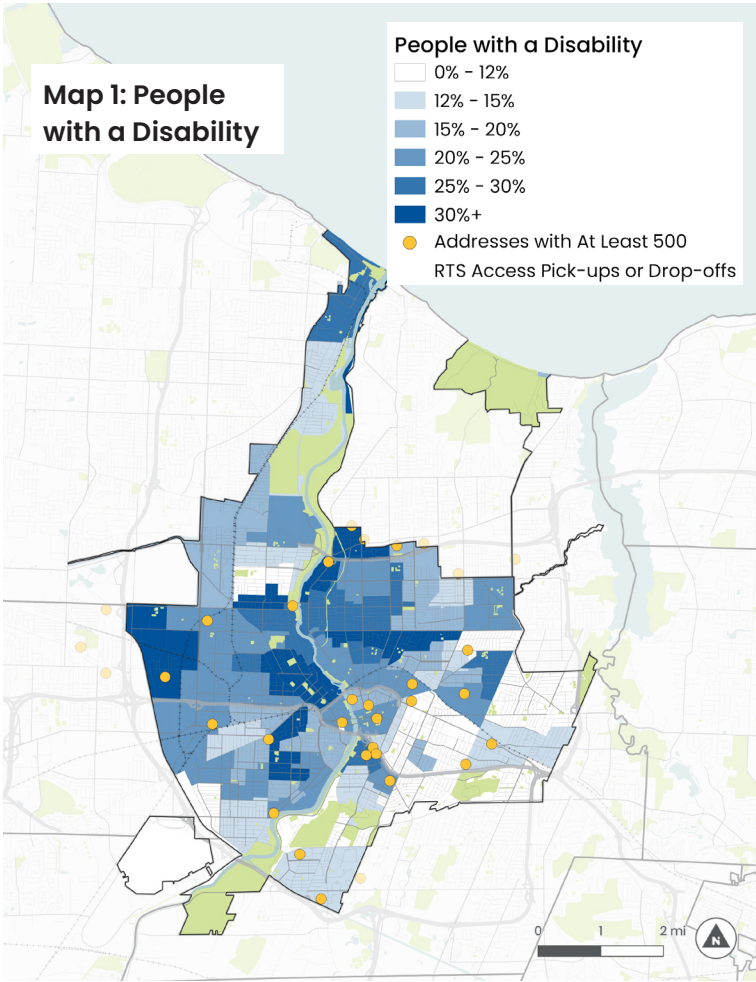 Map 1: People
with a Disability
People with a Disability
0% - 12%
12% - 15%
15% - 20%
20% - 25%
25% - 30%
30%+
Addresses with At Least 500
RTS Access Pick-ups or Drop-offs
0 1 2 mi
N